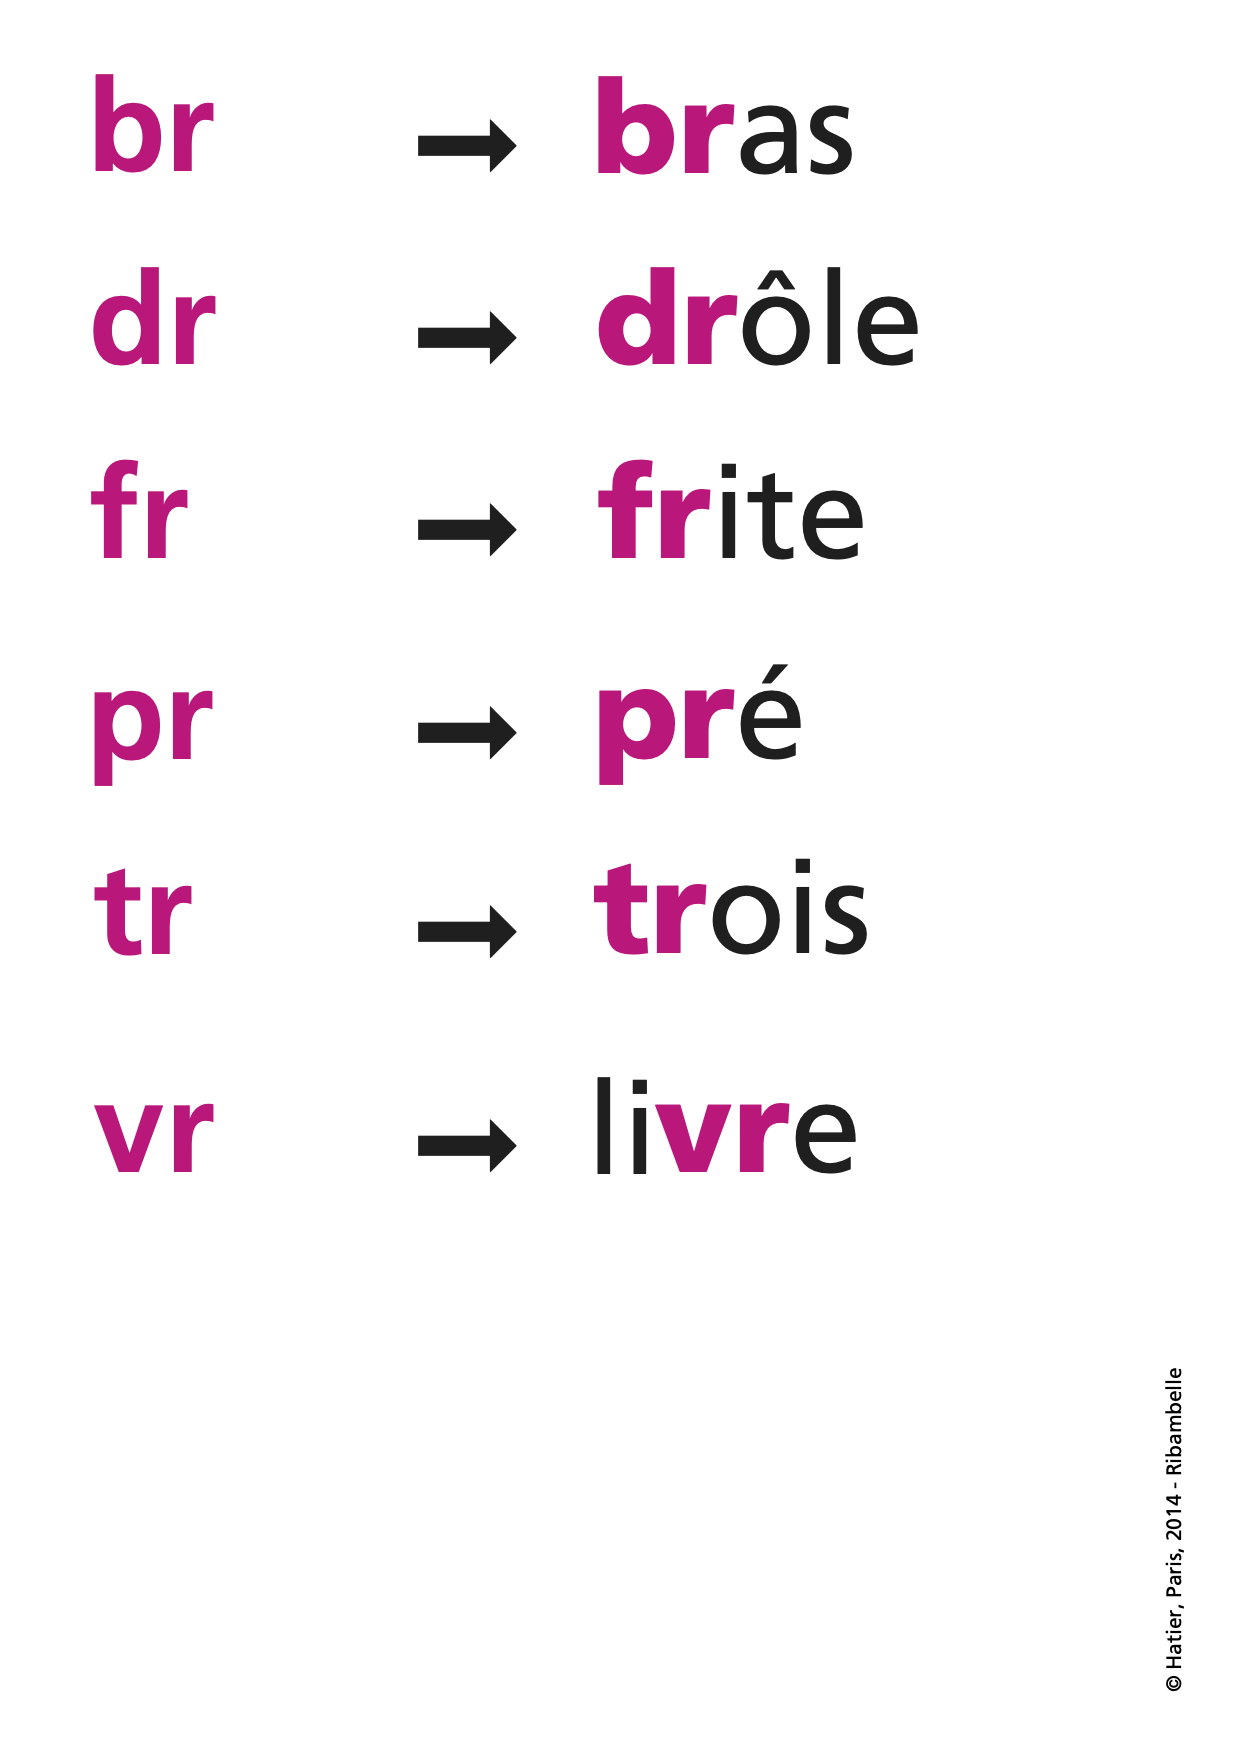 br → bras
dr → drôle
fr → frite
pr → pré
tr → trois
vr → livre
© Hatier, Paris, 2014 - Ribambelle